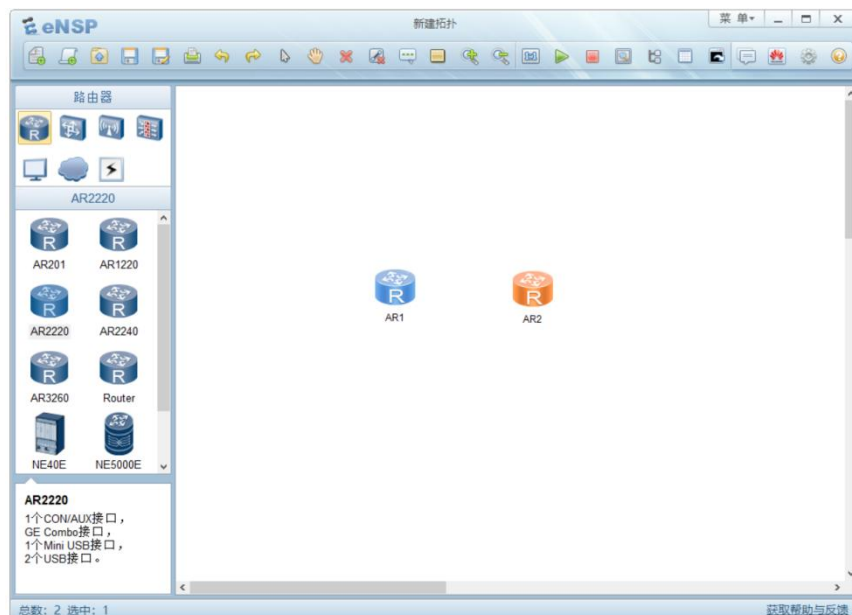 eNSP
新建拓扑
菜 单
路由器
AR2220
AR201
AR1220
AR2220
AR2240
AR3260
Router
NE40E
NE5000E
AR1
AR2
AR2220
1个CON/AUX接口，
GE Combo接口，
1个Mini USB接口，
2个USB接口。
总数: 2 选中: 1
获取帮助与反馈